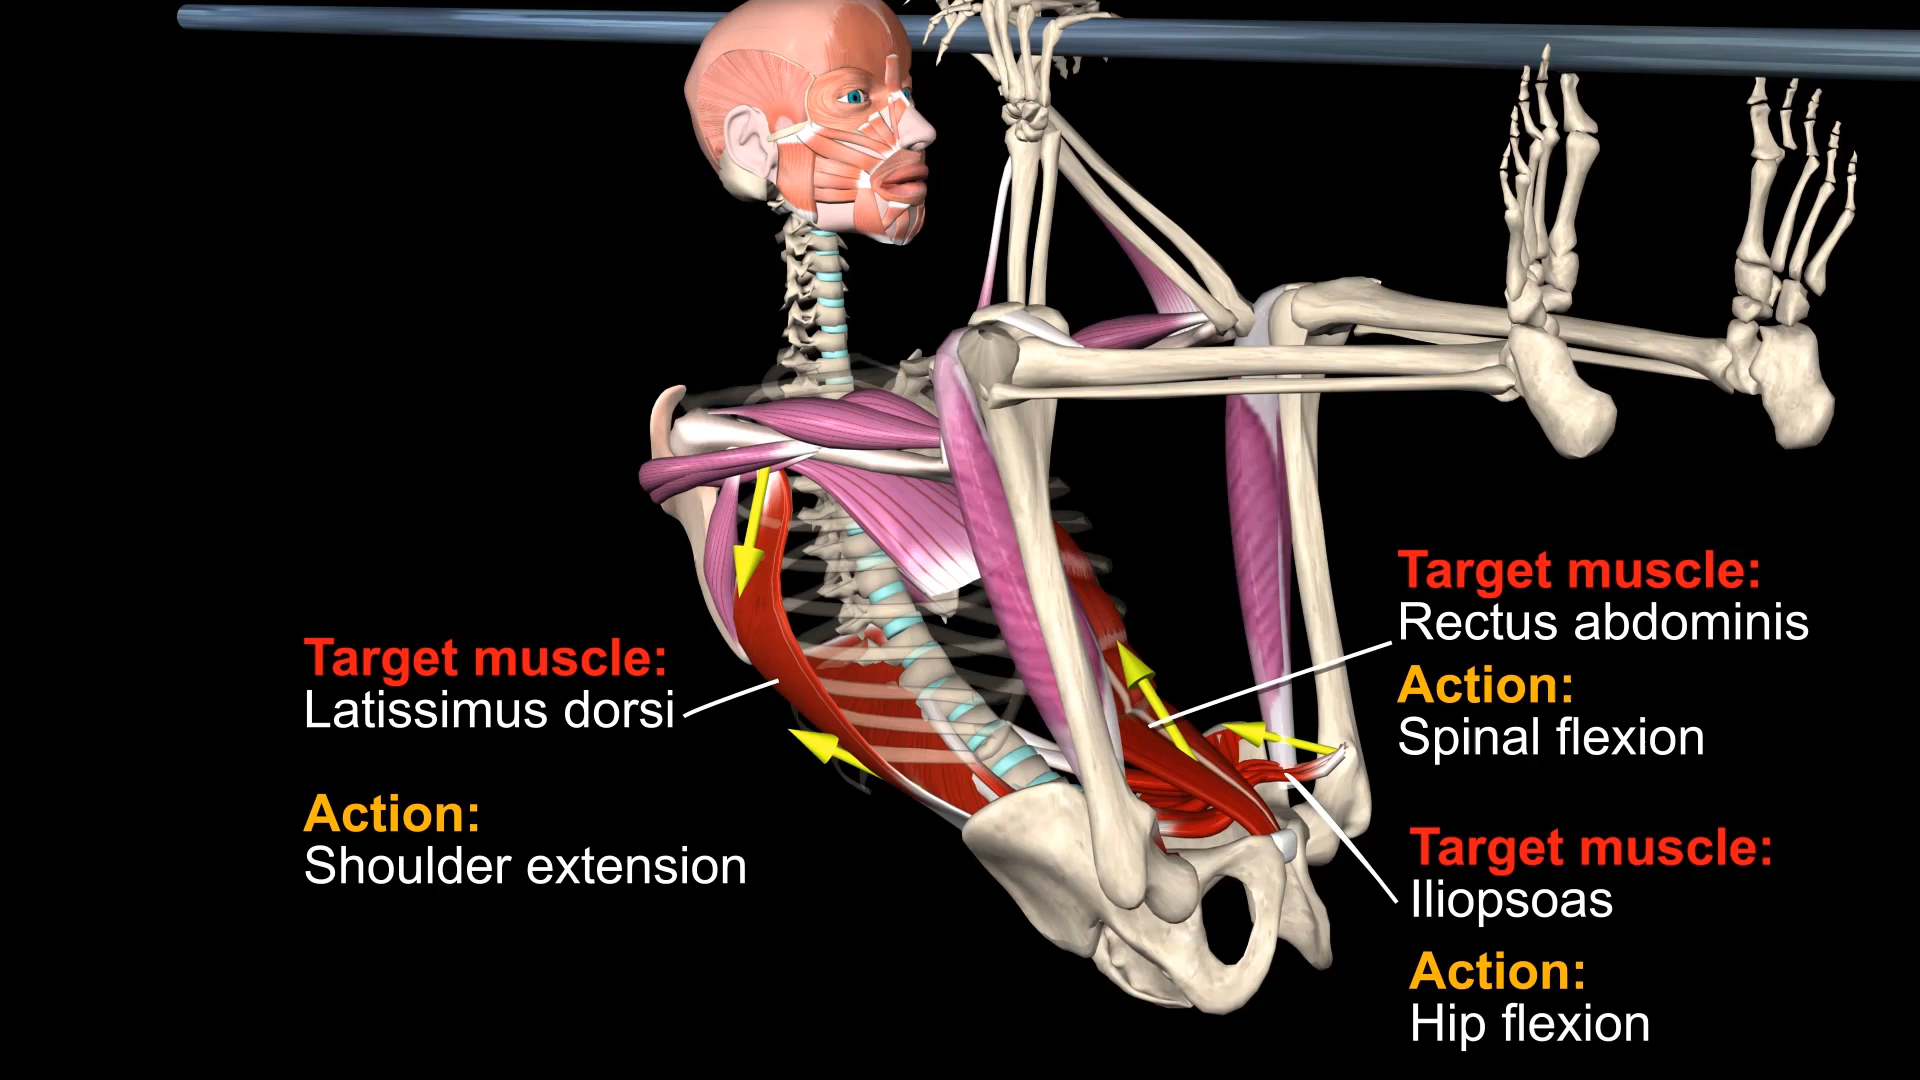 Target muscle:
Latissimus dorsi
Action:
Shoulder extension
Target muscle:
Rectus abdominis
Action:
Spinal flexion
Target muscle:
Iliopsoas
Action:
Hip flexion